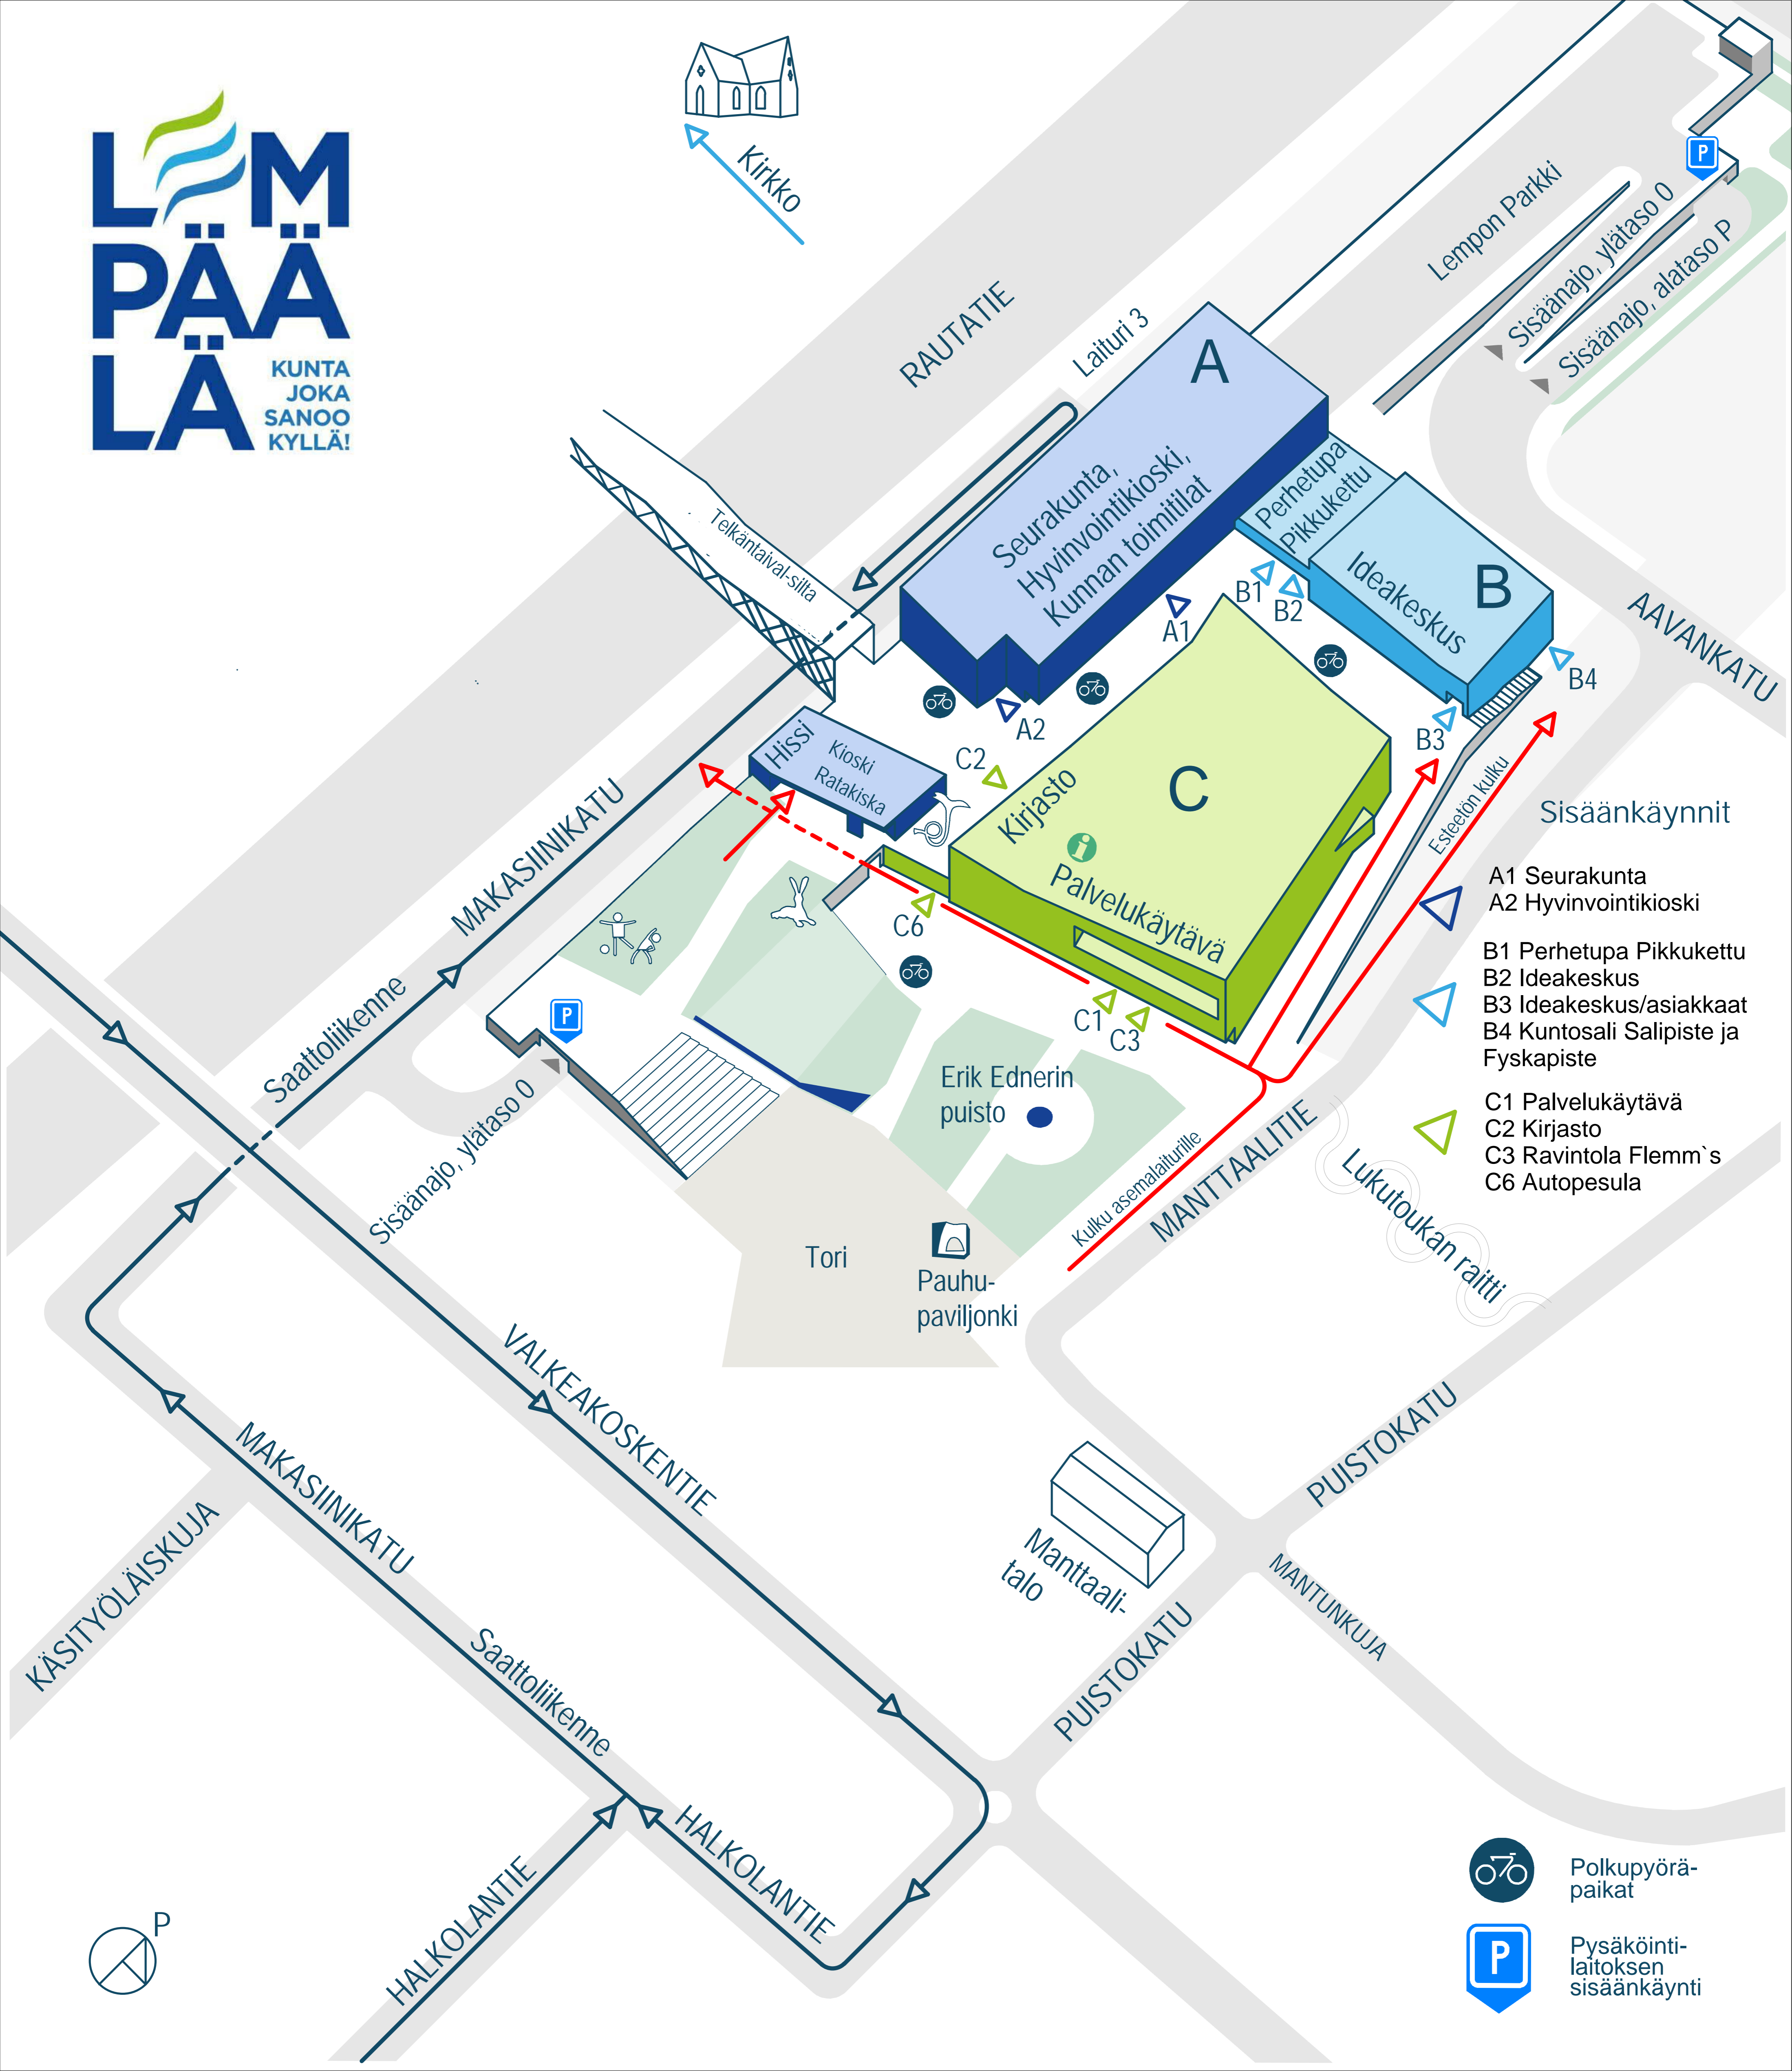 LEMPÄÄLÄ
KUNTA
JOKA
SANOO
KYLLÄ!
Kirkko
RAUTATIE
Laituri 3
Lempon Parkki
P
Sisäänajo, ylätaso 0
Sisäänajo, alataso P
A
Seurakunta,
Hyvinvointikioski,
Kunnan toimitilat
Perhetupa
Pikkukettu
Ideakeskus
B
Telkäntaival-silta
B1
B2
A1
A2
B4
B3
AAVANKATU
Hissi
Kioski
Ratakiska
C2
C
Kirjasto
i
Palvelukäytävä
Esteetön kulku
MAKASIINIKATU
Saattoliikenne
C6
C1
C3
P
Sisäänajo, ylätaso 0
Erik Ednerin
puisto
Kulku asemalaiturille
MANTTAALITIE
Lukutoukan raitti
Tori
Pauhu-
paviljonki
Sisäänkäynnit
A1 Seurakunta
A2 Hyvinvointikioski
B1 Perhetupa Pikkukettu
B2 Ideakeskus
B3 Ideakeskus/asiakkaat
B4 Kuntosali Salipiste ja
Fyskapiste
C1 Palvelukäytävä
C2 Kirjasto
C3 Ravintola Flemm`s
C6 Autopesula
VALKEAKOSKENTIE
MAKASIINIKATU
KÄSITYÖLÄISKUJA
Saattoliikenne
Manttaali-
talo
PUISTOKATU
PUISTOKATU
MANTUNKUJA
HALKOLANTIE
HALKOLANTIE
P
Polkupyörä-
paikat
P
Pysäköinti-
laitoksen
sisäänkäynti